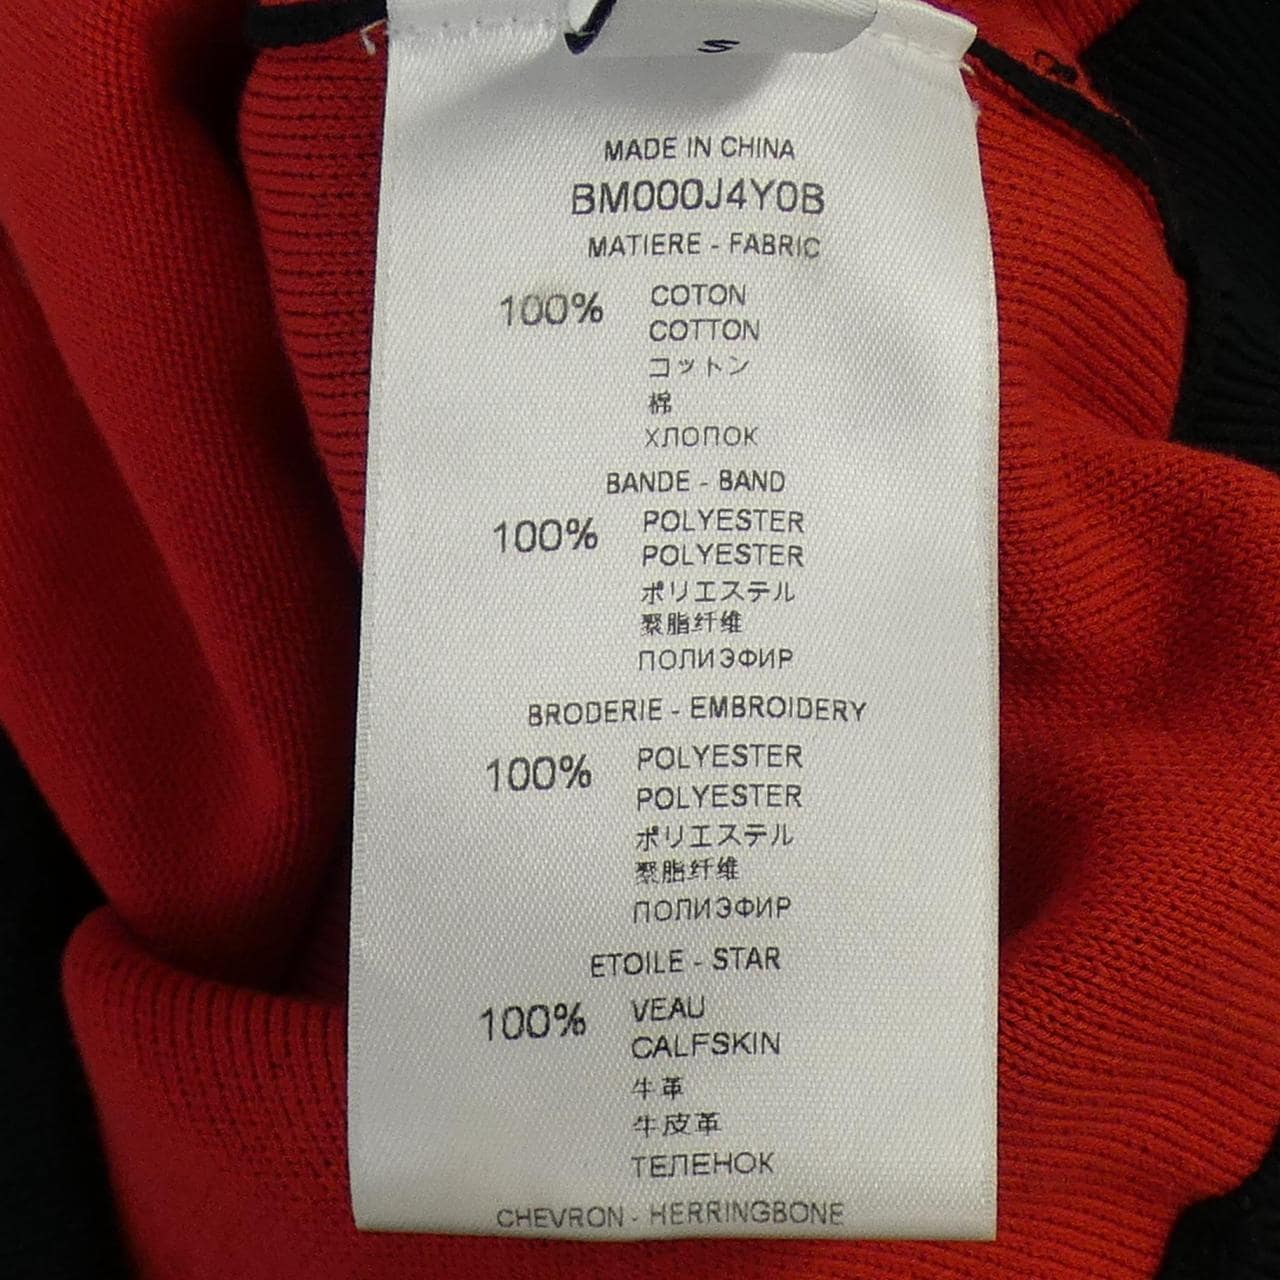 S
MADE IN CHINA
BM000J4Y0B
MATIERE - FABRIC
100% COTON
COTTON
コットン
棉
ХЛОПОК
BANDE - BAND
100% POLYESTER
POLYESTER
ポリエステル
聚脂纤维
ПОЛИЭФИР
BRODERIE - EMBROIDERY
100% POLYESTER
POLYESTER
ポリエステル
聚脂纤维
ПОЛИЭФИР
ETOILE - STAR
100% VEAU
CALFSKIN
牛革
牛皮革
ТЕЛЕНОК
CHEVRON - HERRINGBONE